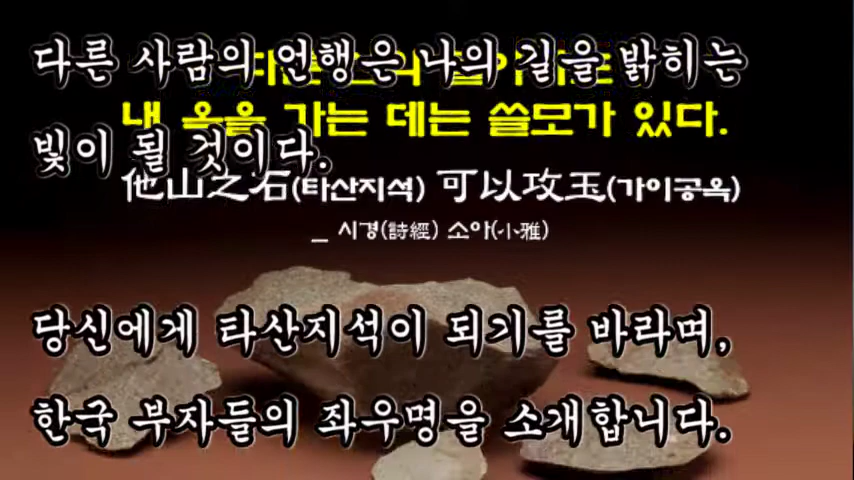 다른 사람의 언행은 나의 길을 밝히는
내 옥을 가는 데는 쓸모가 있다.
빛이 될 것이다.
他山之石(타산지석) 可以攻玉(가이공옥)
_ 시경(詩經) 소아(小雅)
당신에게 타산지석이 되기를 바라며,
한국 부자들의 좌우명을 소개합니다.